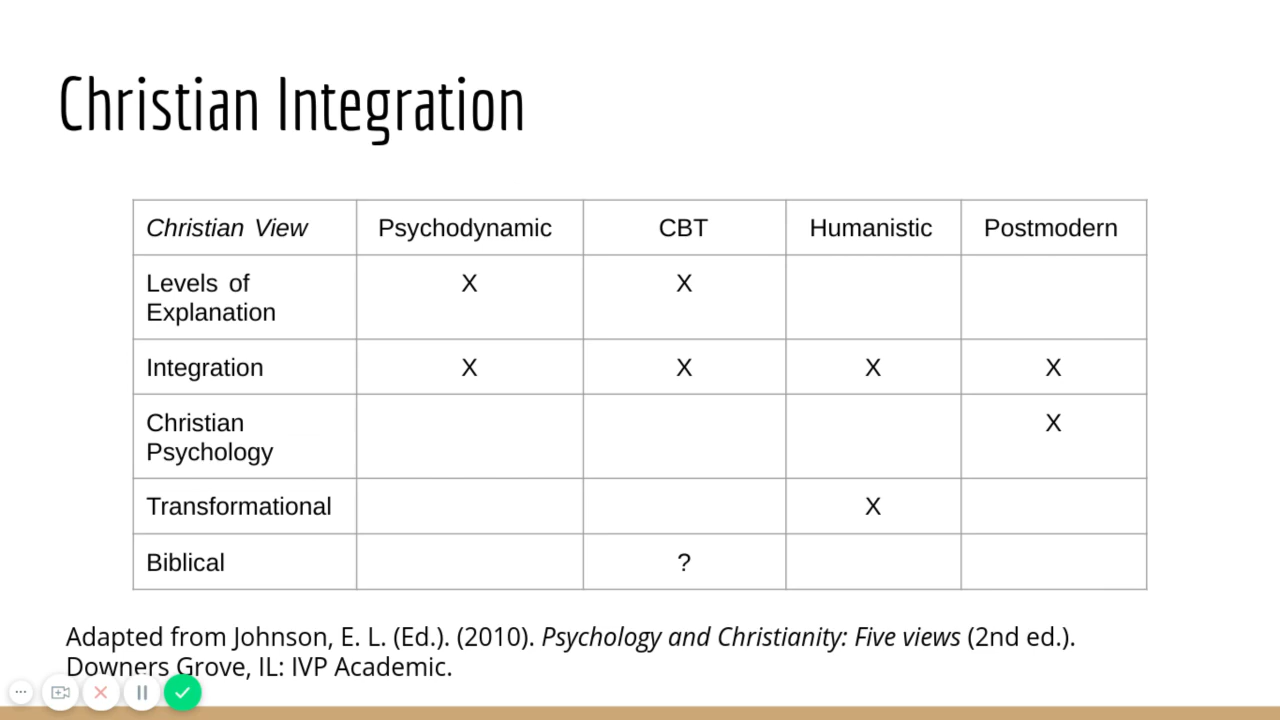 Christian Integration
Christian View Psychodynamic CBT Humanistic Postmodern
Levels of X X
Explanation
Integration X X X X
Christian X
Psychology
Transformational X
Biblical ?
Adapted from Johnson, E. L. (Ed.). (2010). Psychology and Christianity: Five views (2nd ed.).
Downers Grove, IL: IVP Academic.